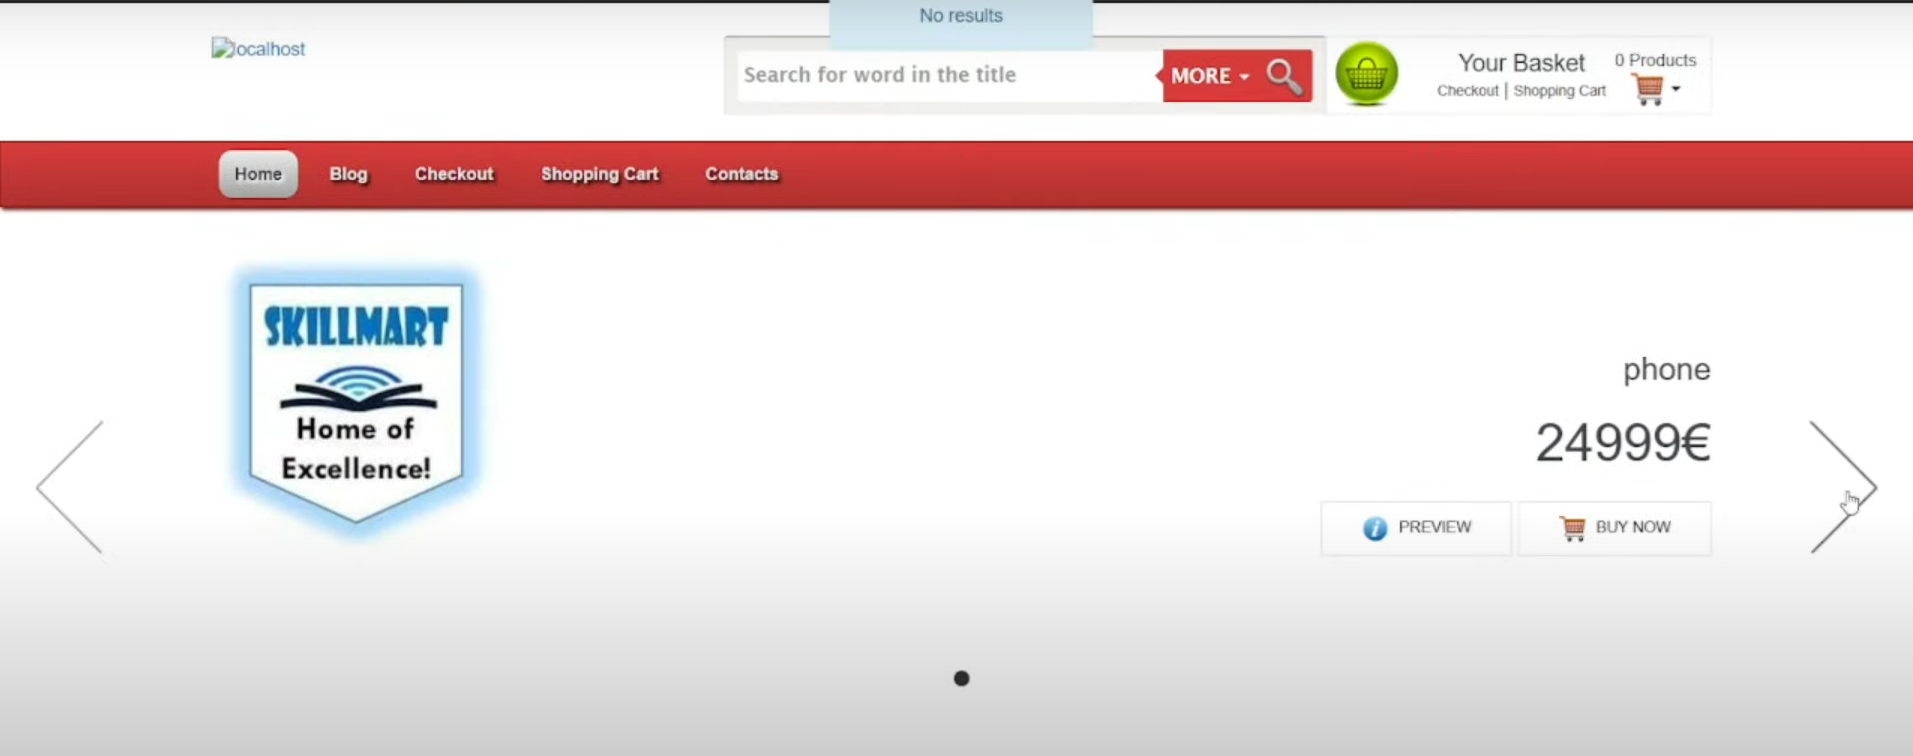 No results
localhost
Search for word in the title
MORE
Your Basket
0 Products
Checkout | Shopping Cart
Home
Blog
Checkout
Shopping Cart
Contacts
SKILLMART
Home of
Excellence!
phone
24999€
PREVIEW
BUY NOW